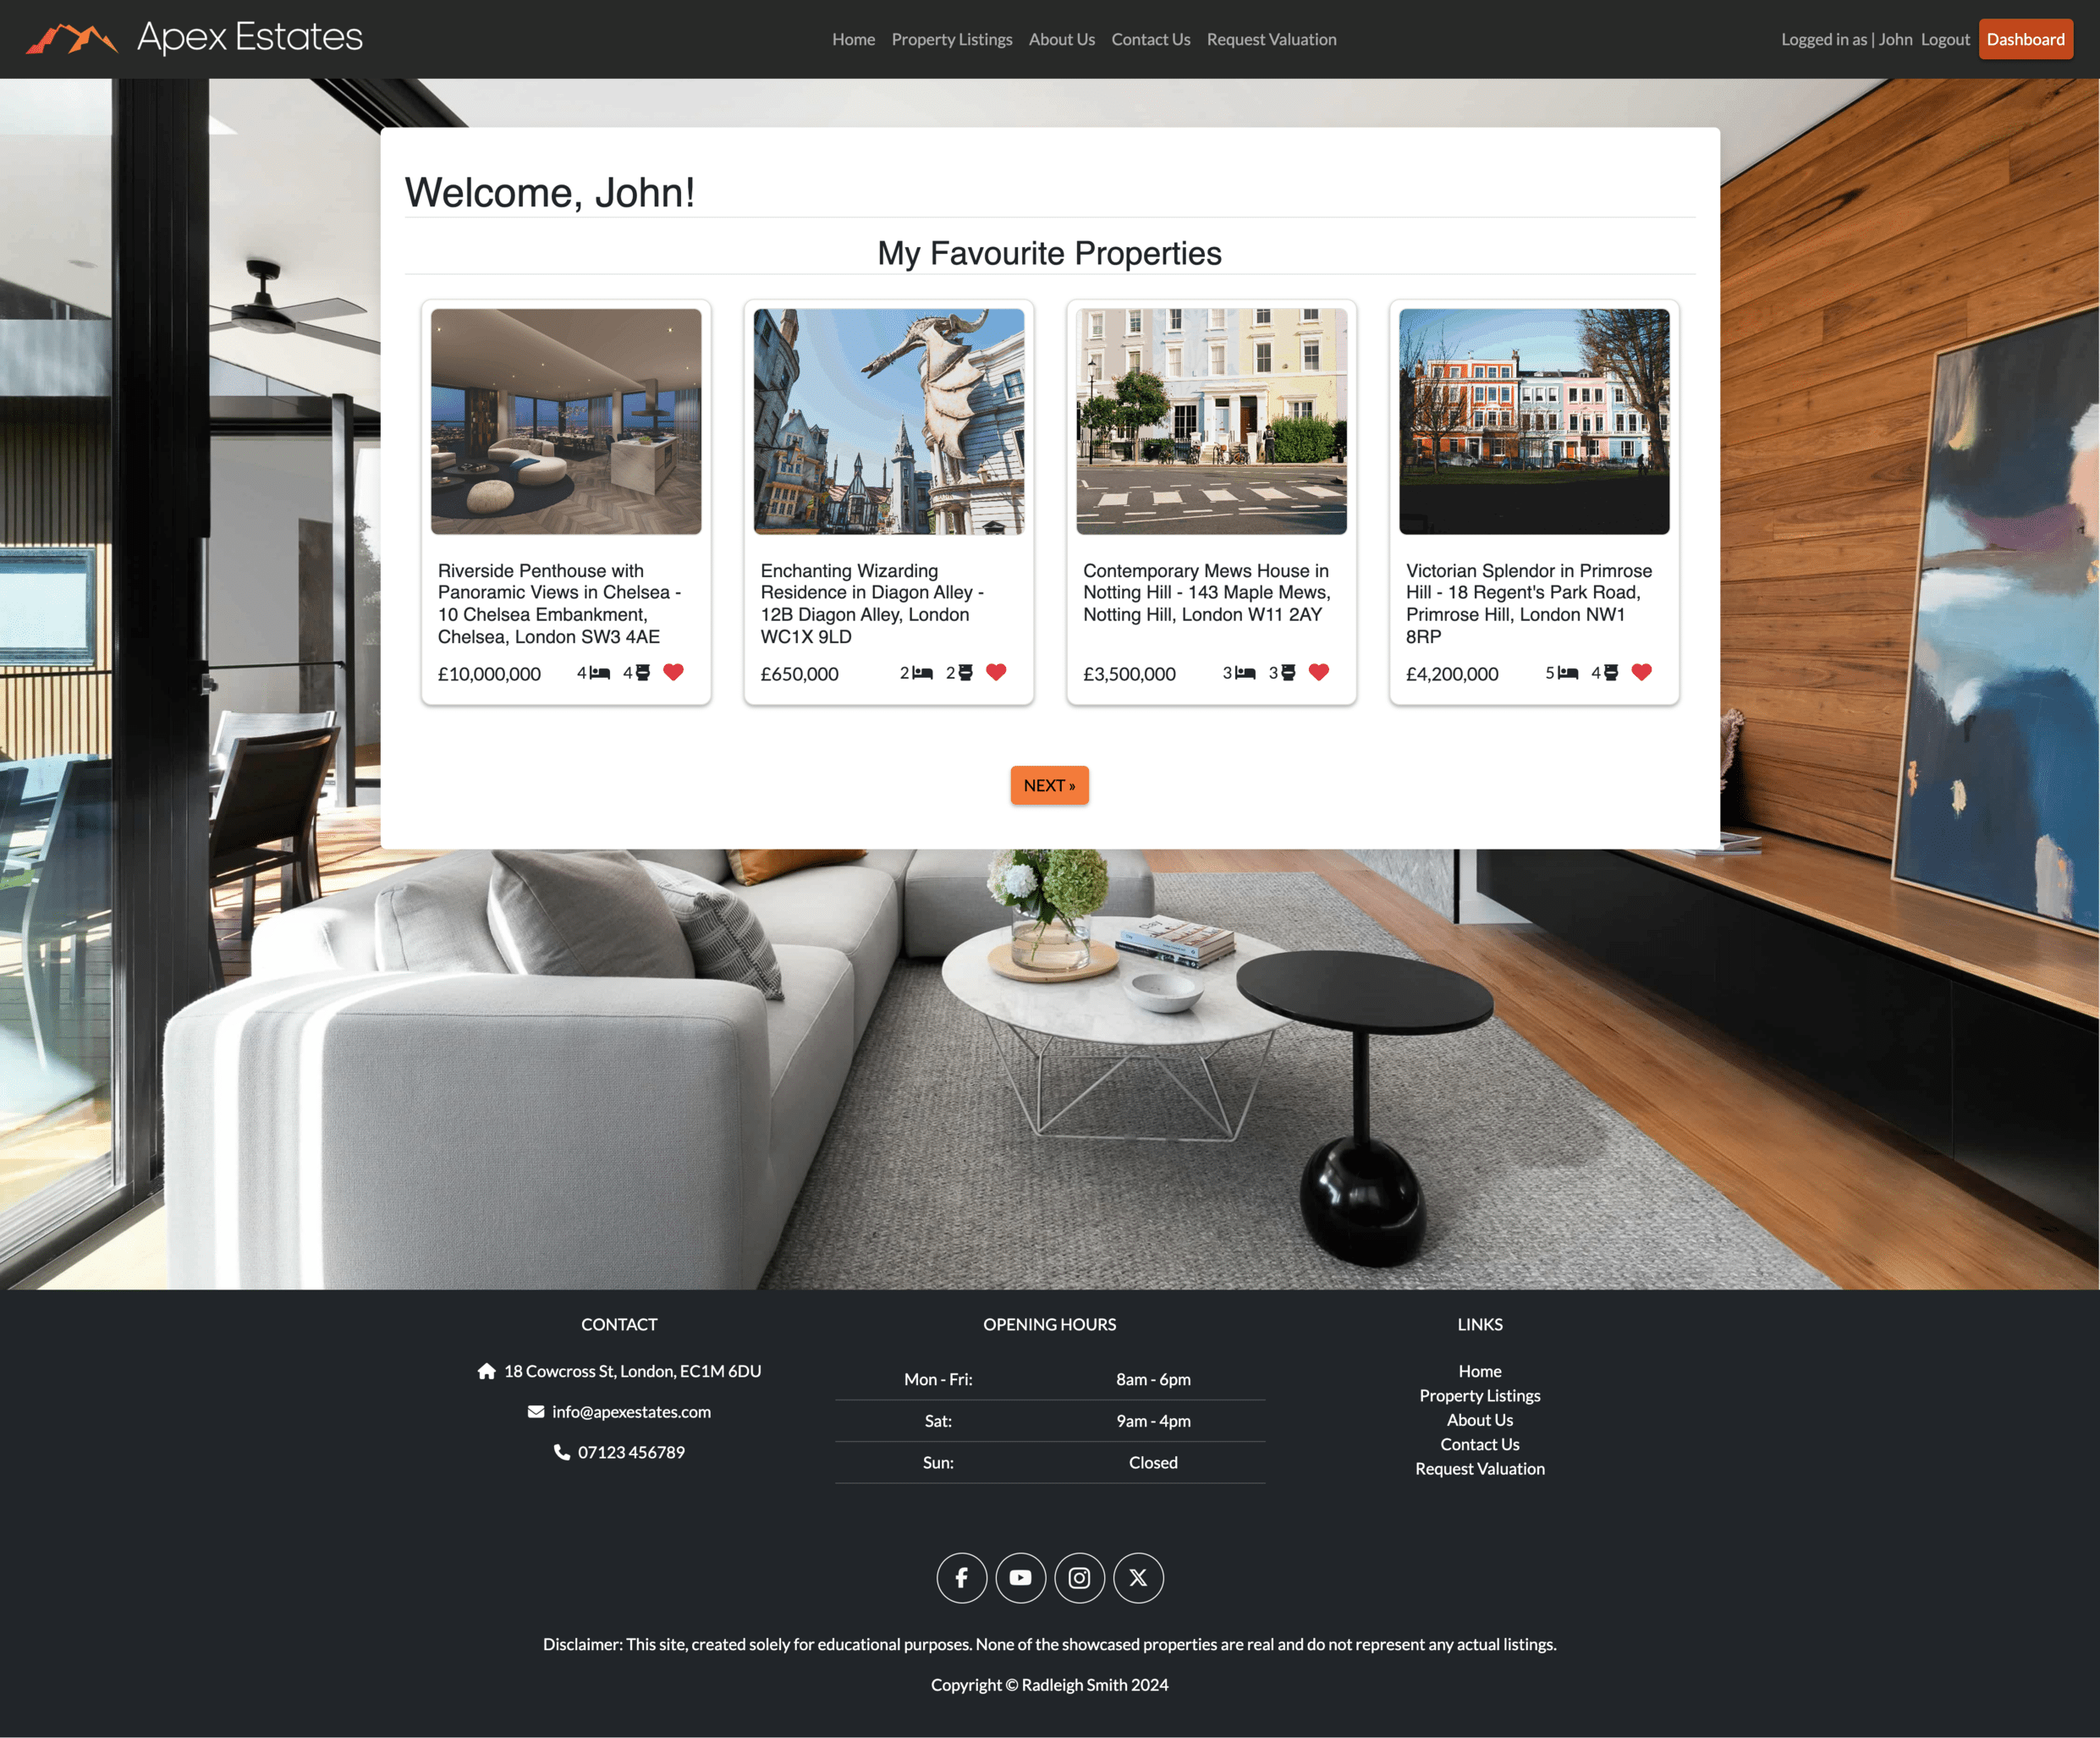 Apex Estates
Home Property Listings About Us Contact Us Request Valuation
Logged in as | John Logout Dashboard
Welcome, John!
My Favourite Properties
Riverside Penthouse with
Panoramic Views in Chelsea -
10 Chelsea Embankment,
Chelsea, London SW3 4AE
£10,000,000 4 4
Enchanting Wizarding
Residence in Diagon Alley -
12B Diagon Alley, London
WC1X 9LD
£650,000 2 2
Contemporary Mews House in
Notting Hill - 143 Maple Mews,
Notting Hill, London W11 2AY
£3,500,000 3 3
Victorian Splendor in Primrose
Hill - 18 Regent's Park Road,
Primrose Hill, London NW1
8RP
£4,200,000 5 4
NEXT »
CONTACT
18 Cowcross St, London, EC1M 6DU
info@apexestates.com
07123 456789
OPENING HOURS
Mon - Fri: 8am - 6pm
Sat: 9am - 4pm
Sun: Closed
LINKS
Home
Property Listings
About Us
Contact Us
Request Valuation
Disclaimer: This site, created solely for educational purposes. None of the showcased properties are real and do not represent any actual listings.
Copyright © Radleigh Smith 2024